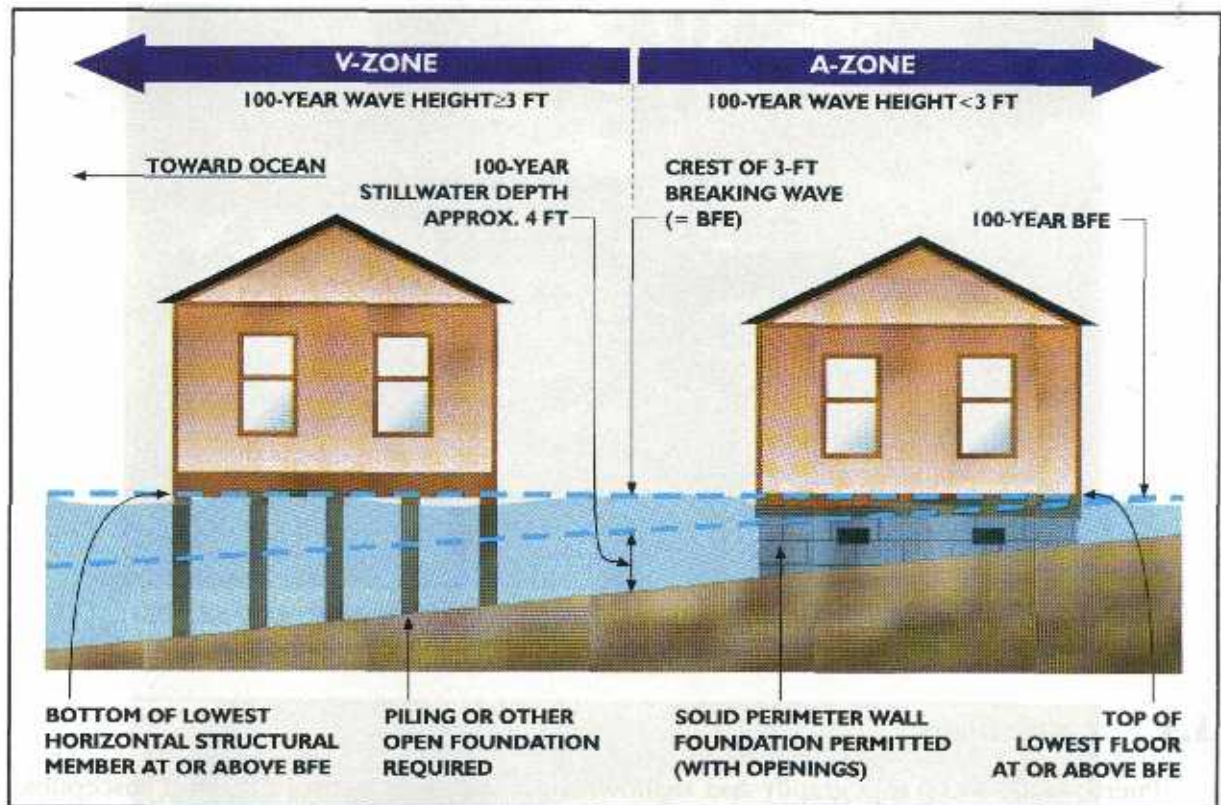 V-ZONE
A-ZONE
100-YEAR WAVE HEIGHT≥3 FT
100-YEAR WAVE HEIGHT<3 FT
TOWARD OCEAN
100-YEAR
STILLWATER DEPTH
APPROX. 4 FT
CREST OF 3-FT
BREAKING WAVE
(= BFE)
100-YEAR BFE
BOTTOM OF LOWEST
HORIZONTAL STRUCTURAL
MEMBER AT OR ABOVE BFE
PILING OR OTHER
OPEN FOUNDATION
REQUIRED
SOLID PERIMETER WALL
FOUNDATION PERMITTED
(WITH OPENINGS)
TOP OF
LOWEST FLOOR
AT OR ABOVE BFE